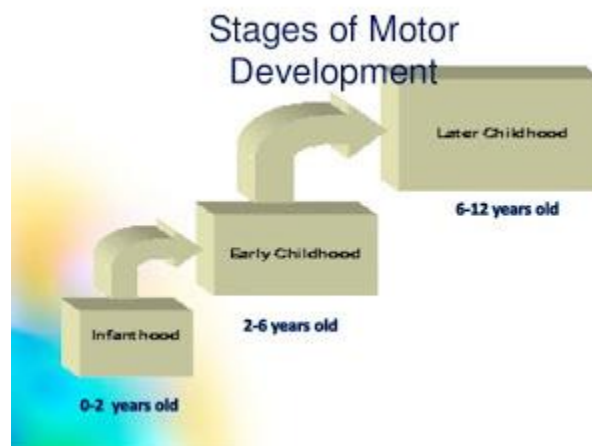 Stages of Motor
Development
Later Childhood
6-12 years old
Early Childhood
2-6 years old
Infanthood
0-2 years old